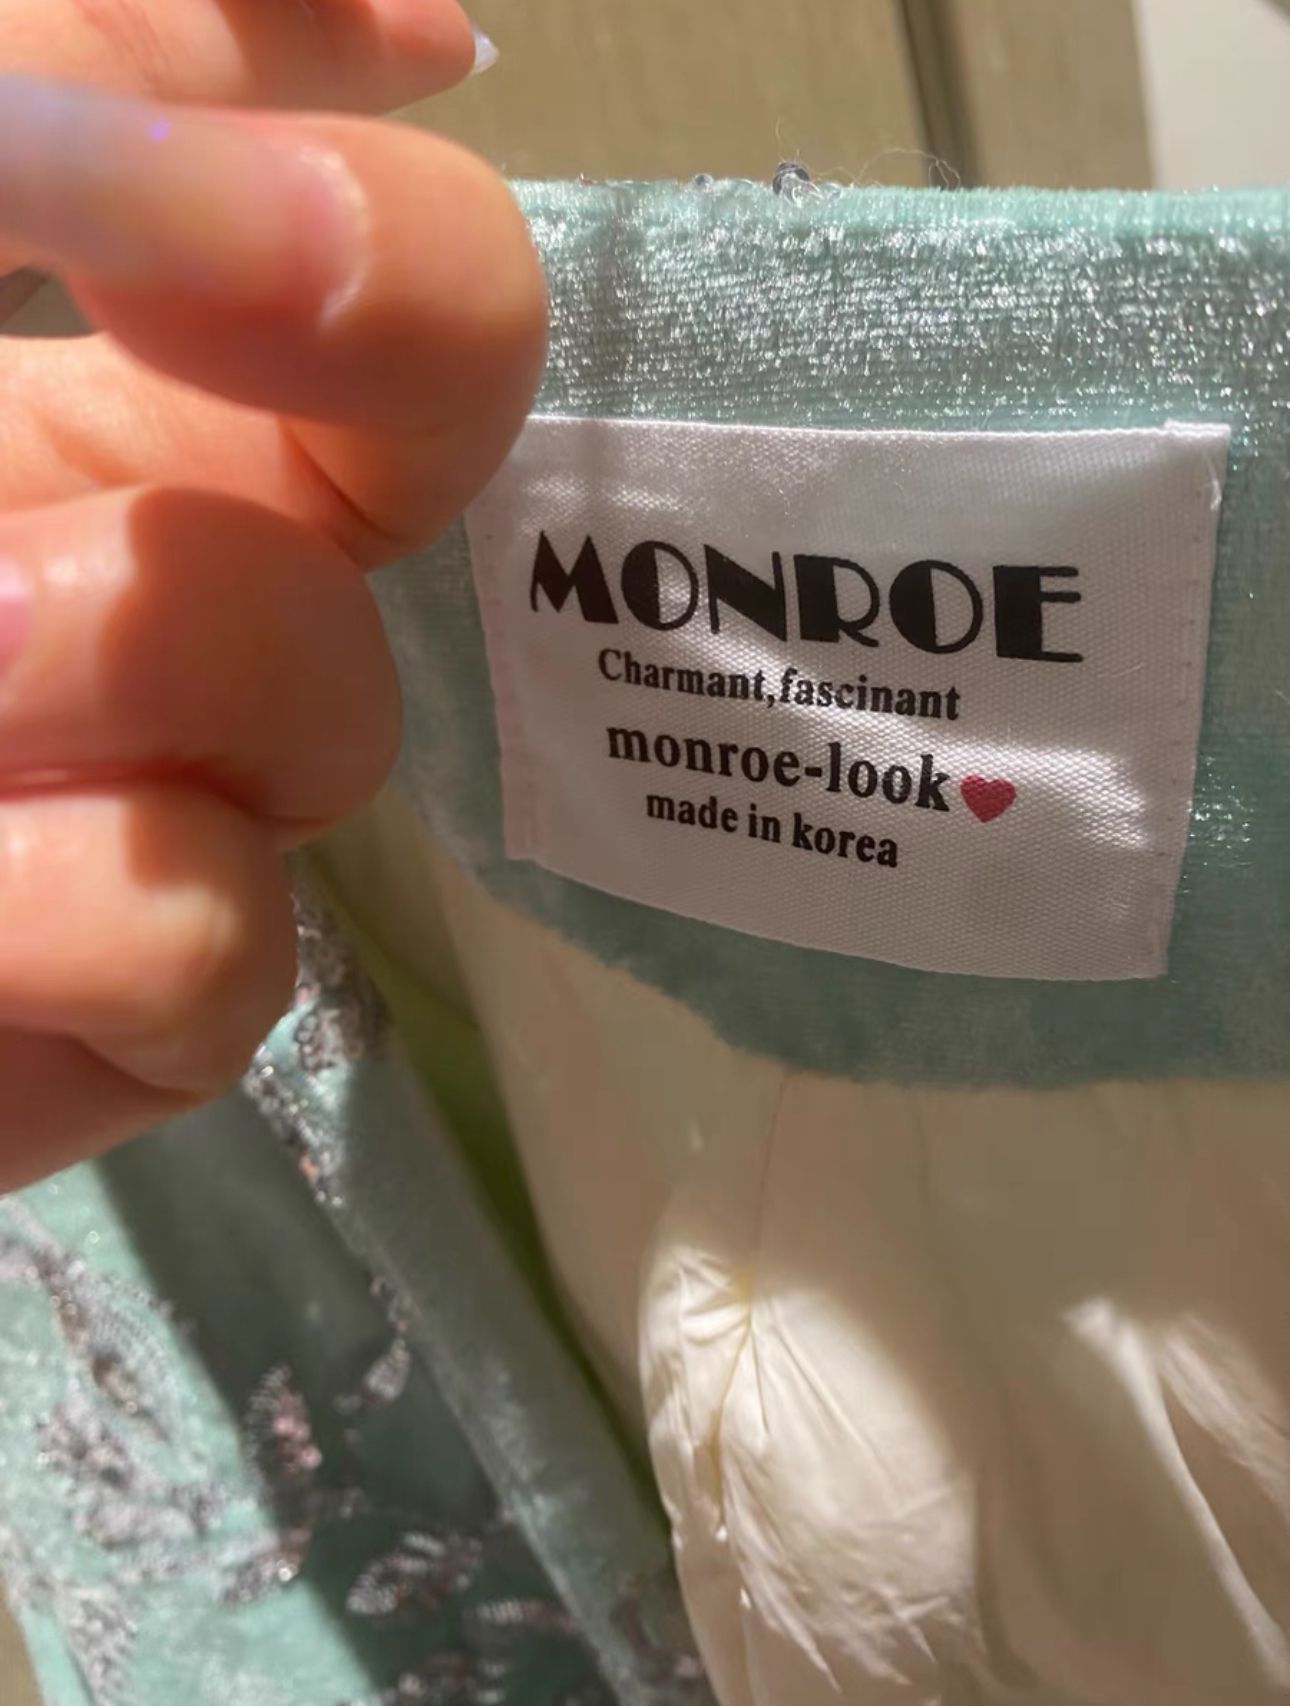 MONROE
Charmant,fascinant
monroe-look❤
made in korea